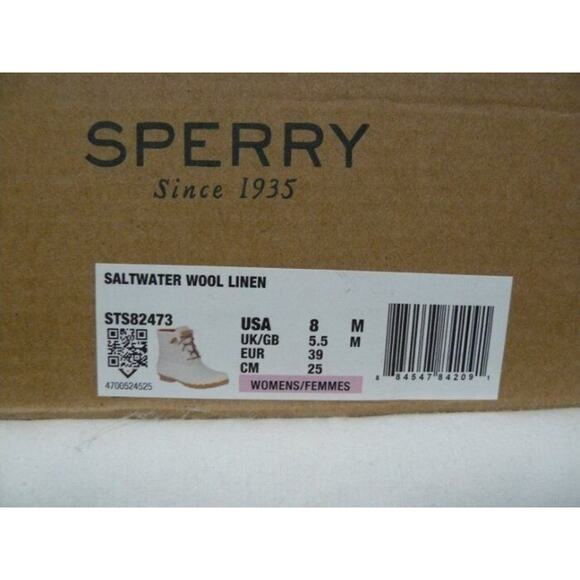 SPERRY
Since 1935
SALTWATER WOOL LINEN
STS82473
4700524525
USA 8 M
UK/GB 5.5 M
EUR 39
CM 25
WOMENS/FEMMES
8 84547 84209 1